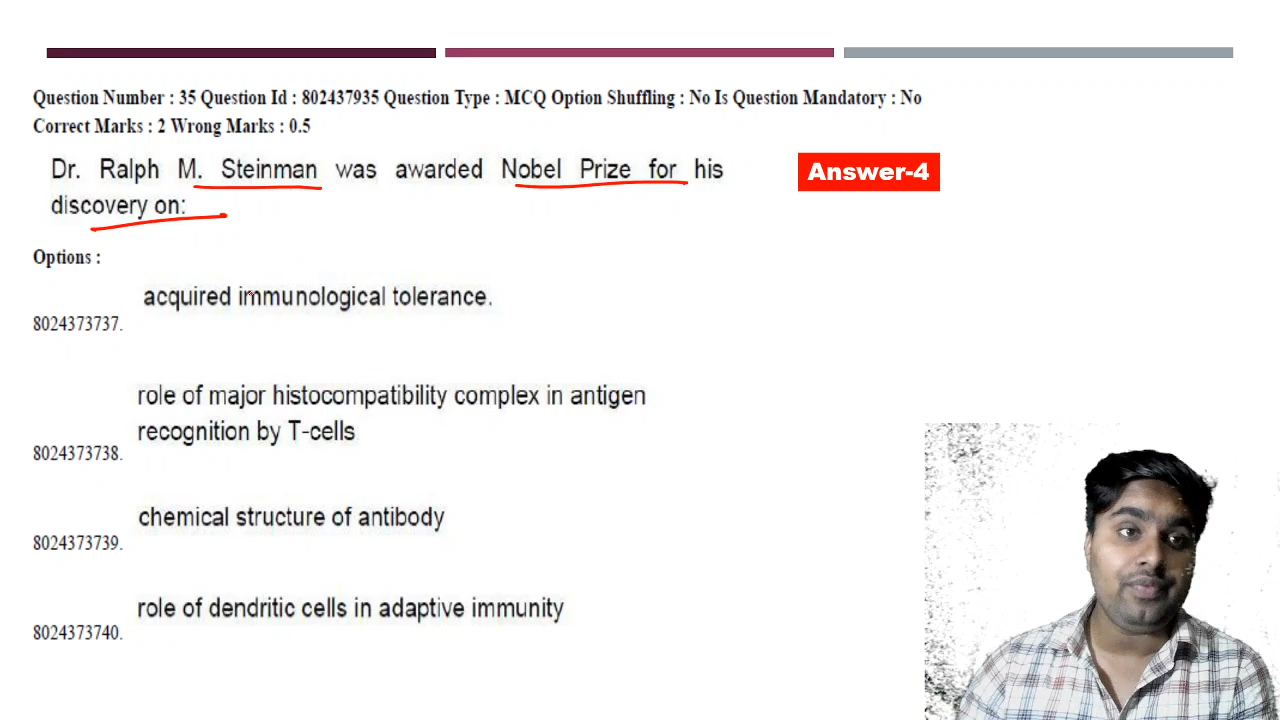 Question Number : 35 Question Id : 802437935 Question Type : MCQ Option Shuffling : No Is Question Mandatory : No
Correct Marks : 2 Wrong Marks : 0.5
Dr. Ralph M. Steinman was awarded Nobel Prize for his
Answer-4
discovery on:
Options :
acquired immunological tolerance.
8024373737.
role of major histocompatibility complex in antigen
recognition by T-cells
8024373738.
chemical structure of antibody
8024373739.
role of dendritic cells in adaptive immunity
8024373740.